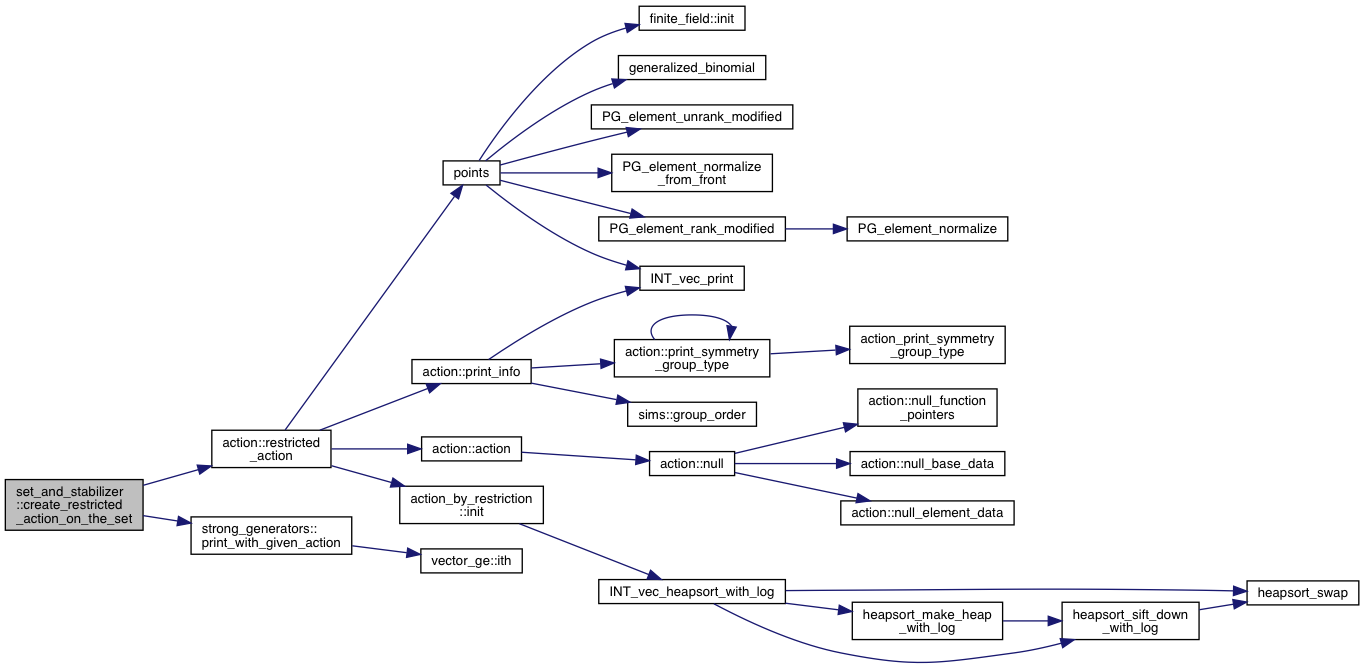 finite_field::init
generalized_binomial
PG_element_unrank_modified
points
PG_element_normalize
_from_front
PG_element_rank_modified
PG_element_normalize
INT_vec_print
action::print_symmetry
_group_type
action_print_symmetry
_group_type
action::print_info
sims::group_order
action::null_function
_pointers
action::restricted
_action
action::action
action::null
action::null_base_data
set_and_stabilizer
::create_restricted
_action_on_the_set
action_by_restriction
::init
action::null_element_data
strong_generators::
print_with_given_action
vector_ge::ith
INT_vec_heapsort_with_log
heapsort_swap
heapsort_make_heap
_with_log
heapsort_sift_down
_with_log